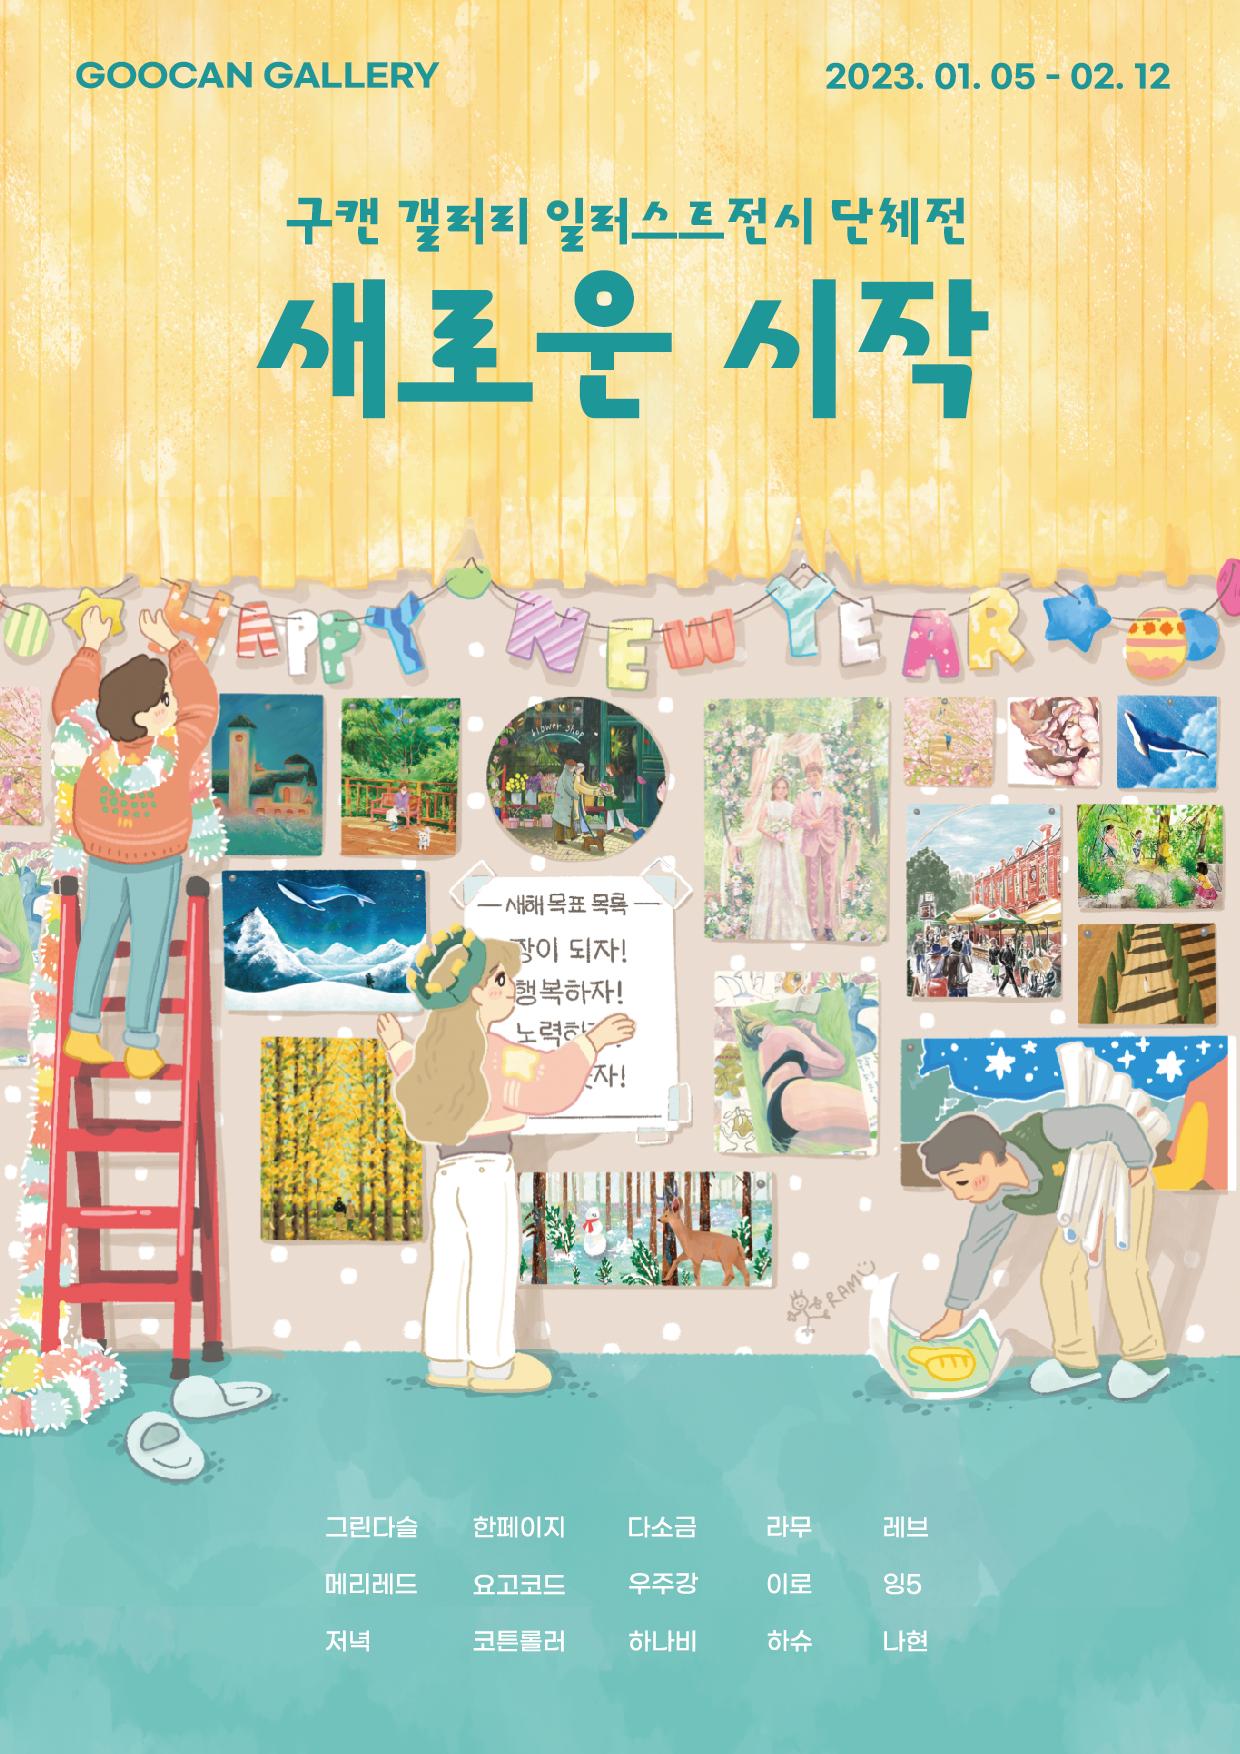 GOOCAN GALLERY
2023. 01. 05 - 02. 12
구캔 갤러리 일러스트전시 단체전
새로운 시작
HAPPY NEW YEAR
flower shop
새해 목표 목록
장이 되자!
행복하자!
노력하
자!
RAMU
그린다슬 한페이지 다소금 라무 레브
메리레드 요고코드 우주강 이로 잉5
저녁 코튼롤러 하나비 하슈 나현